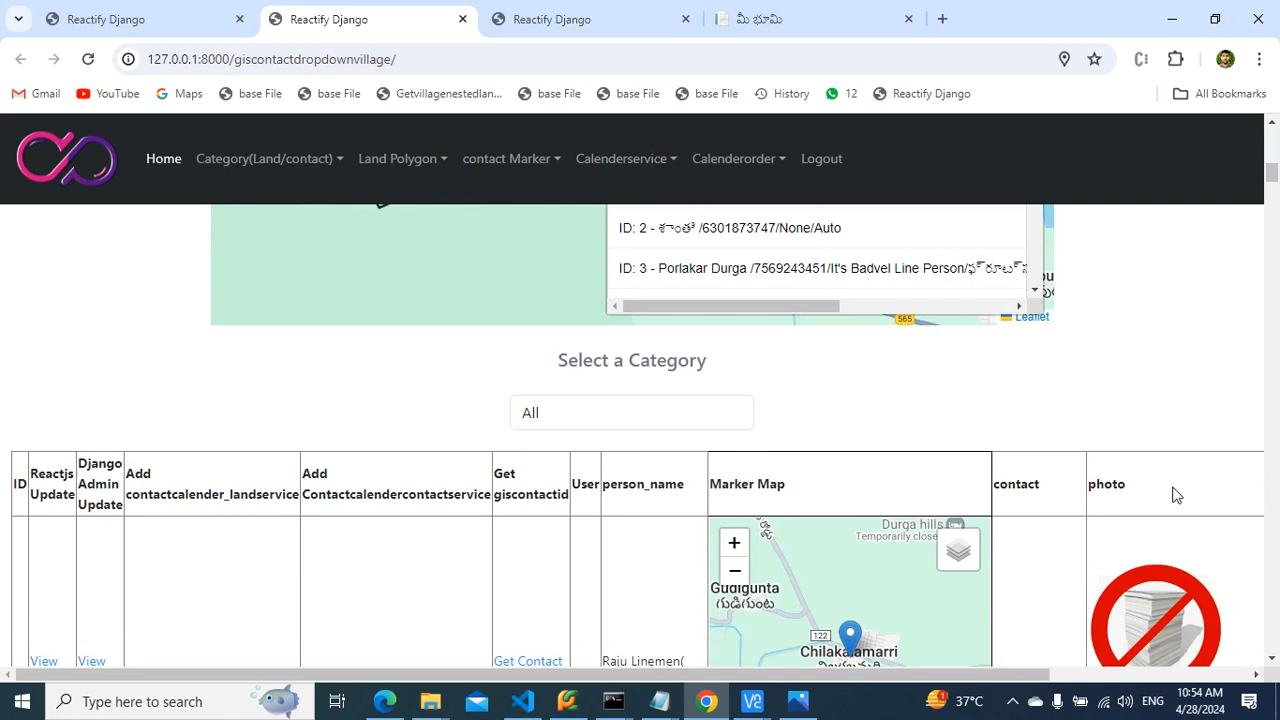 Reactify Django
Reactify Django
Reactify Django
మీ భూమి
127.0.0.1:8000/giscontactdropdownvillage/
Gmail
YouTube
Maps
base File
base File
Getvillagenestedlan...
base File
base File
base File
History
12
Reactify Django
All Bookmarks
Home
Category(Land/contact)
Land Polygon
contact Marker
Calenderservice
Calenderorder
Logout
ID: 2 - శాంతి /6301873747/None/Auto
ID: 3 - Porlakar Durga /7569243451/It's Badvel Line Person/
565
Leaflet
Select a Category
All
ID
Reactjs Update
Django Admin Update
Add contactcalender_landservice
Add Contactcalendercontactservice
Get giscontactid
User
person_name
Marker Map
contact
photo
+
−
Durga hills
Temporarily close
Gudigunta
గుడిగుంట
122
Chilakalamarri
View
View
Get Contact
Raju Linemen(
Type here to search
37°C
ENG
10:54 AM
4/28/2024